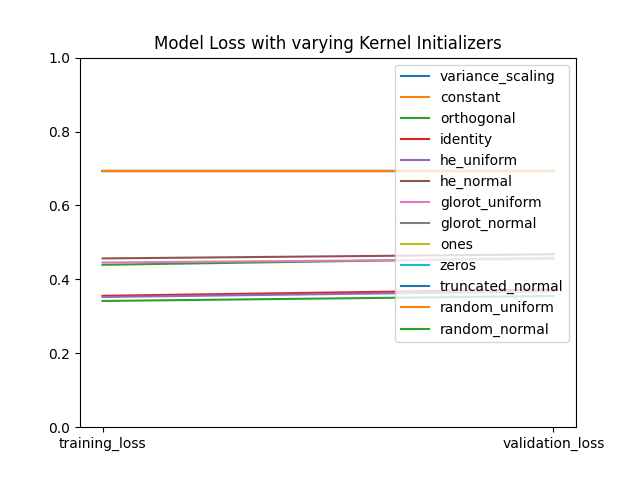 Model Loss with varying Kernel Initializers
1.0
0.8
0.6
0.4
0.2
0.0
variance_scaling
constant
orthogonal
identity
he_uniform
he_normal
glorot_uniform
glorot_normal
ones
zeros
truncated_normal
random_uniform
random_normal
training_loss
validation_loss